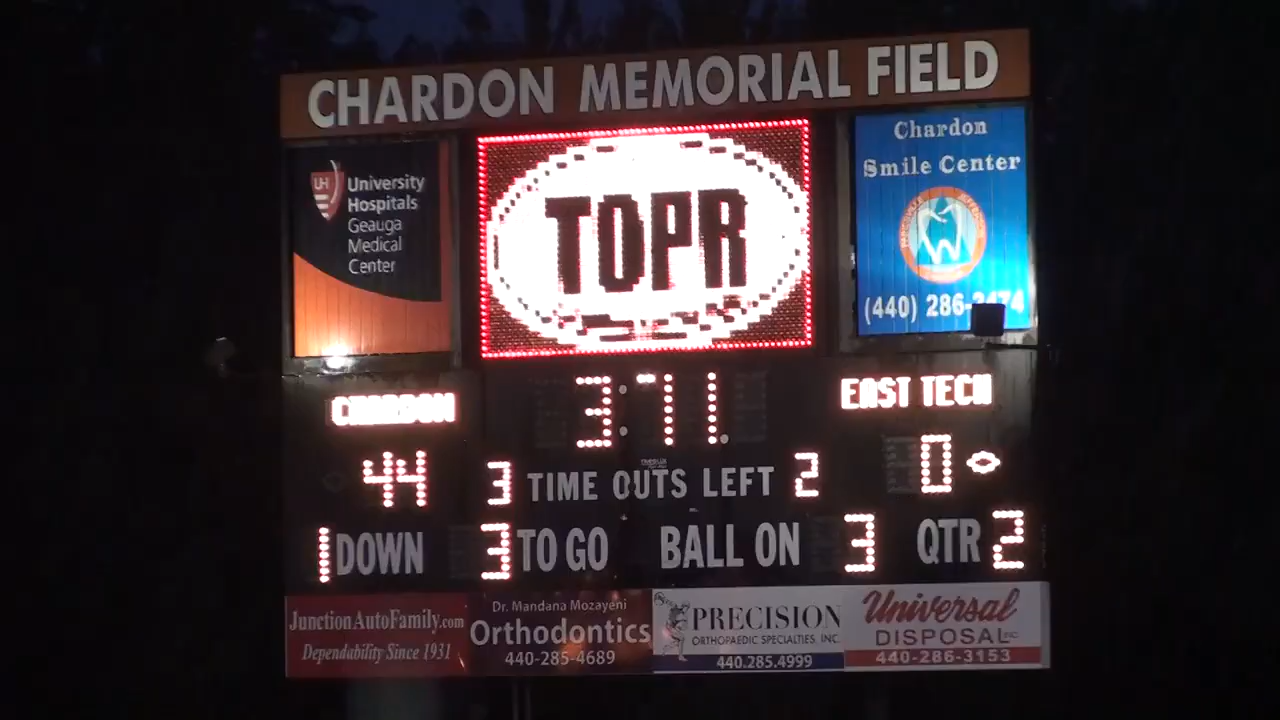 CHARDON MEMORIAL FIELD
UH University
Hospitals
Geauga
Medical
Center
TOPR
Chardon
Smile Center
(440) 286-
CHARDON
3:71.
EAST TECH
44
3 TIME OUTS LEFT 2
0
1 DOWN 3 TO GO BALL ON 3 QTR 2
JunctionAutoFamily.com
Dependability Since 1931
Dr. Mandana Mozayeni
Orthodontics
440-285-4689
PRECISION
ORTHOPAEDIC SPECIALTIES, INC.
440.285.4999
Universal
DISPOSAL INC
440-286-3153